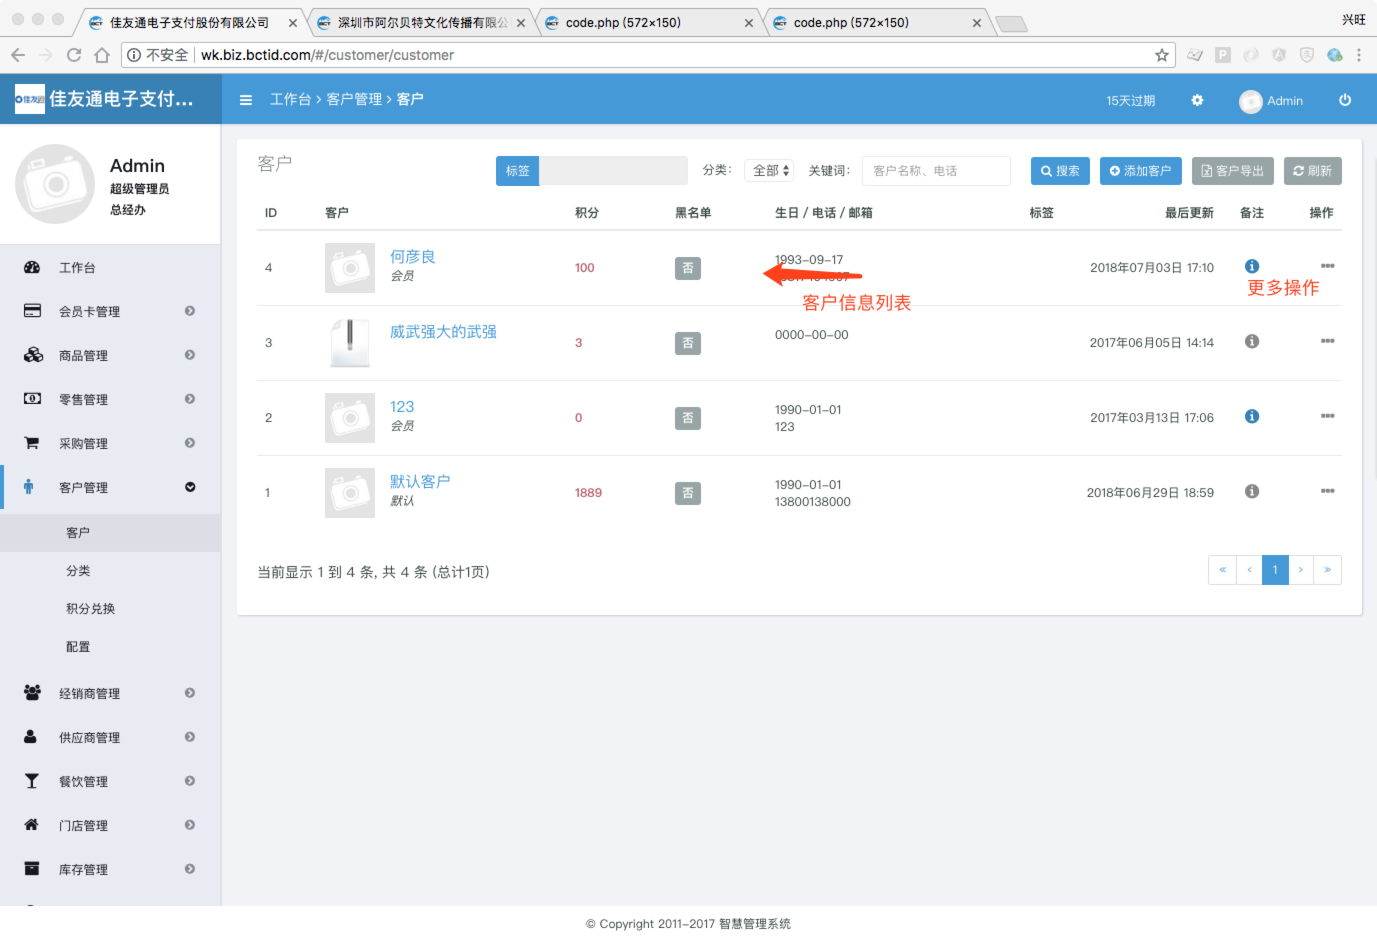 佳友通电子支付股份有限公司
深圳市阿尔贝特文化传播有限公
code.php (572×150)
code.php (572×150)
兴旺
不安全
wk.biz.bctid.com/#/customer/customer
佳友通电子支付...
工作台 › 客户管理 › 客户
15天过期
Admin
Admin
超级管理员
总经办
工作台
会员卡管理
商品管理
零售管理
采购管理
客户管理
客户
分类
积分兑换
配置
经销商管理
供应商管理
餐饮管理
门店管理
库存管理
客户
标签 分类: 全部 关键词: 客户名称、电话 搜索 添加客户 客户导出 刷新
ID 客户 积分 黑名单 生日 / 电话 / 邮箱 标签 最后更新 备注 操作
4 何彦良 100 否 1993-09-17 2018年07月03日 17:10
会员
客户信息列表
更多操作
3 威武强大的武强 3 否 0000-00-00 2017年06月05日 14:14
2 123 0 否 1990-01-01 2017年03月13日 17:06
会员 123
1 默认客户 1889 否 1990-01-01 2018年06月29日 18:59
默认 13800138000
当前显示 1 到 4 条, 共 4 条 (总计1页)
« ‹ 1 › »
© Copyright 2011-2017 智慧管理系统